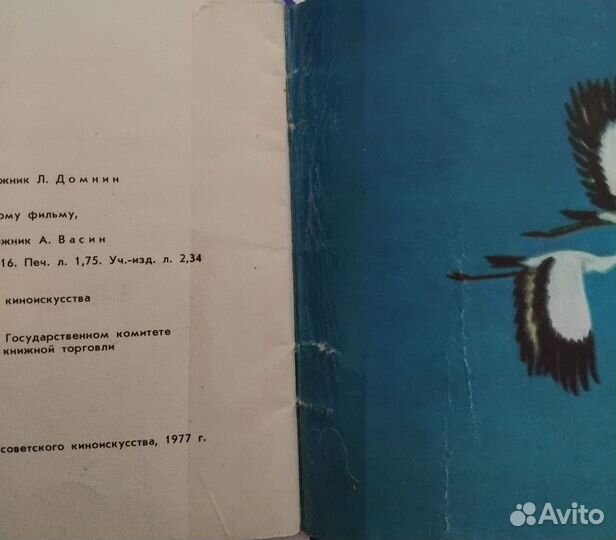 жник Л. Домнин
ому фильму,
жник А. Васин
16. Печ. л. 1,75. Уч.-изд. л. 2,34
киноискусства
Государственном комитете
книжной торговли
советского киноискусства, 1977 г.
Avito